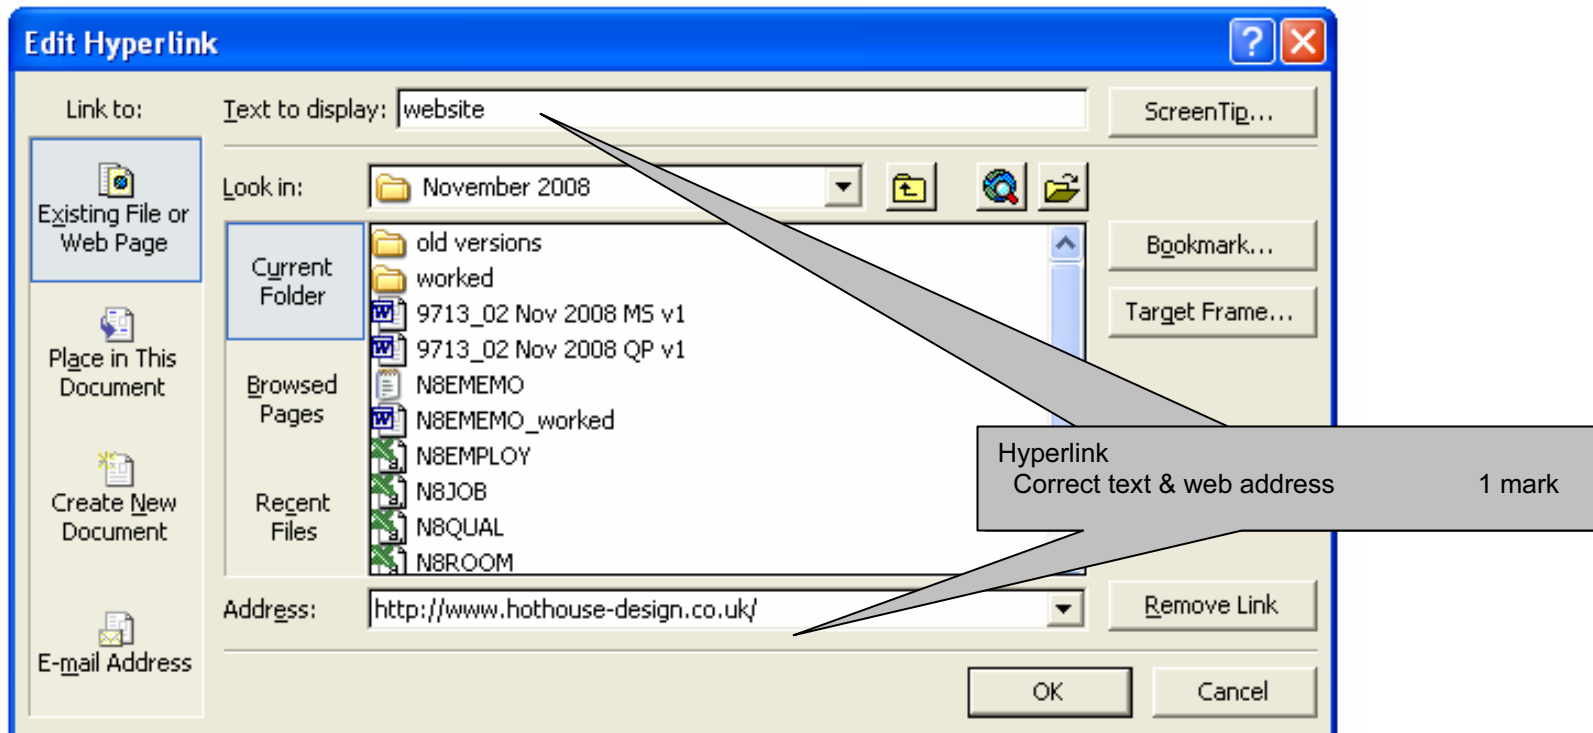 Edit Hyperlink
Link to:
Text to display: website
ScreenTip...
Existing File or
Web Page
Look in: November 2008
Current
Folder
old versions
worked
9713_02 Nov 2008 MS v1
9713_02 Nov 2008 QP v1
N8EMEMO
N8EMEMO_worked
N8EMPLOY
N8JOB
N8QUAL
N8ROOM
Bookmark...
Target Frame...
Place in This
Document
Browsed
Pages
Create New
Document
Recent
Files
Hyperlink
Correct text & web address 1 mark
Address: http://www.hothouse-design.co.uk/
Remove Link
E-mail Address
OK
Cancel